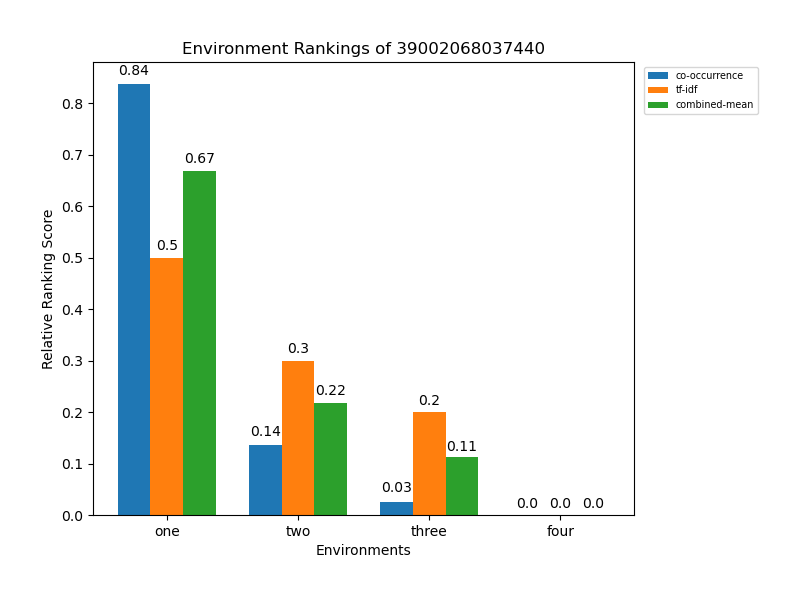 Environment Rankings of 39002068037440
co-occurrence
tf-idf
combined-mean
Relative Ranking Score
0.8
0.7
0.6
0.5
0.4
0.3
0.2
0.1
0.0
0.84
0.5
0.67
0.14
0.3
0.22
0.03
0.2
0.11
0.0
0.0
0.0
one
two
three
four
Environments